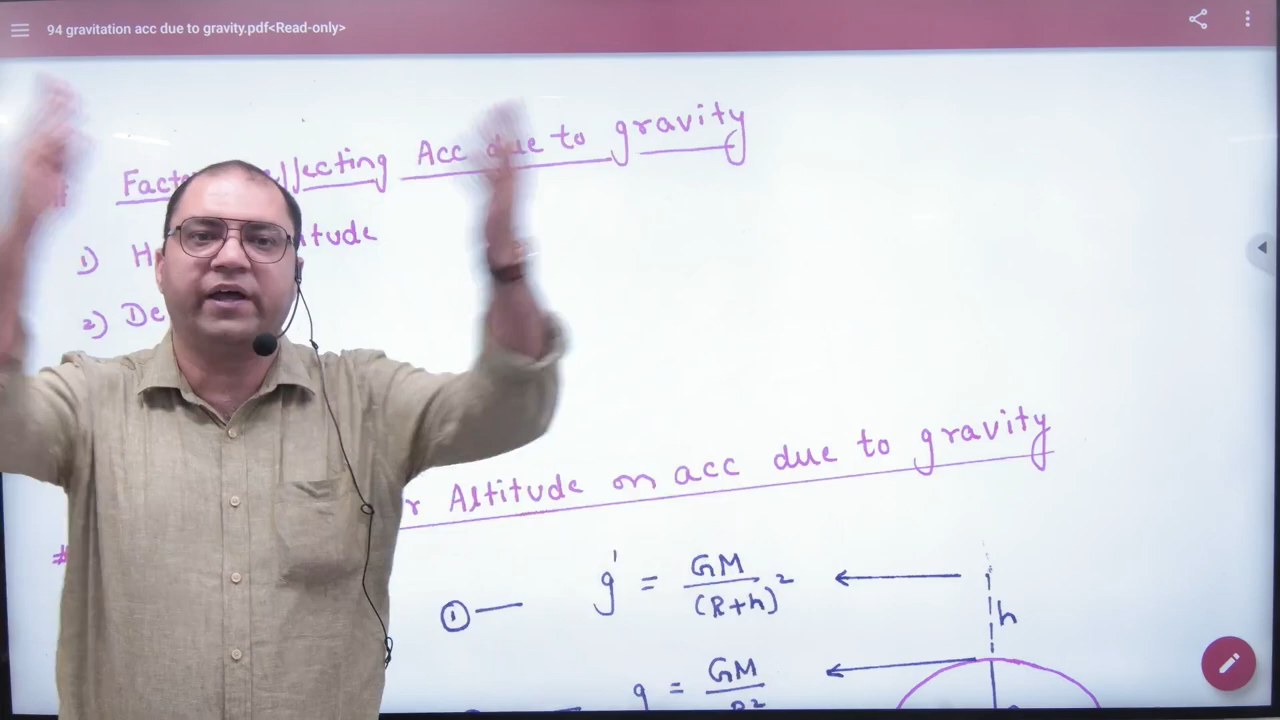 94 gravitation acc due to gravity.pdf<Read-only>
Acc due to gravity
1)
2)
r Altitude on acc due to gravity
① — g' = GM / (R+h)²
h
g = GM / R²